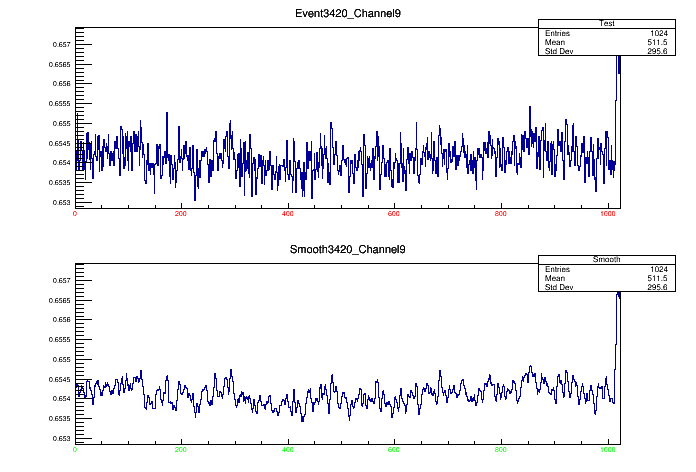 Event3420_Channel9
Test
Entries 1024
Mean 511.5
Std Dev 295.6
0.657
0.6565
0.656
0.6555
0.655
0.6545
0.654
0.6535
0.653
0 200 400 600 800 1000
Smooth3420_Channel9
Smooth
Entries 1024
Mean 511.5
Std Dev 295.6
0.657
0.6565
0.656
0.6555
0.655
0.6545
0.654
0.6535
0.653
0 200 400 600 800 1000